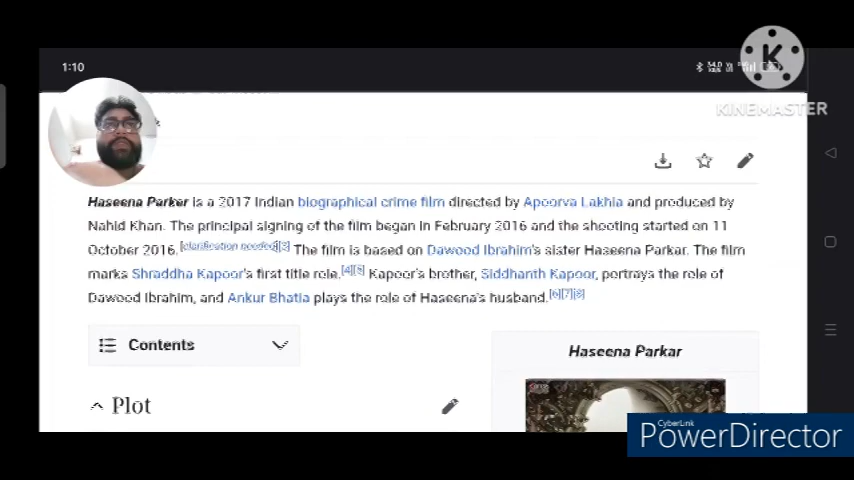 1:10
KINEMASTER
Haseena Parker is a 2017 Indian biographical crime film directed by Apoorva Lakhia and produced by
Nahid Khan. The principal signing of the film began in February 2016 and the shooting started on 11
October 2016.[clarification needed][3] The film is based on Dawood Ibrahim's sister Haseena Parkar. The film
marks Shraddha Kapoor's first title role.[4][5] Kapoor's brother, Siddhanth Kapoor, portrays the role of
Dawood Ibrahim, and Ankur Bhatia plays the role of Haseena's husband.[6][7][8]
Contents
Haseena Parkar
Plot
CyberLink
PowerDirector